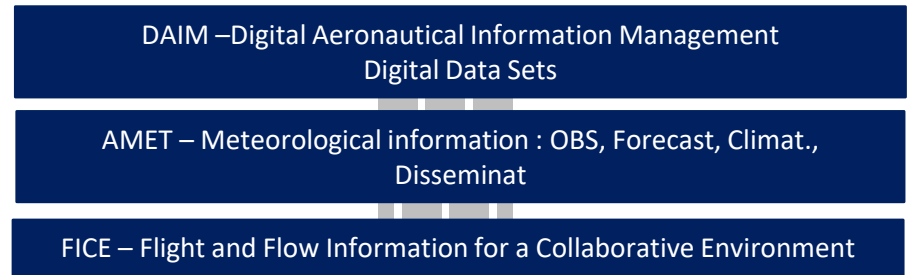 DAIM –Digital Aeronautical Information Management
Digital Data Sets
AMET – Meteorological information : OBS, Forecast, Climat.,
Disseminat
FICE – Flight and Flow Information for a Collaborative Environment